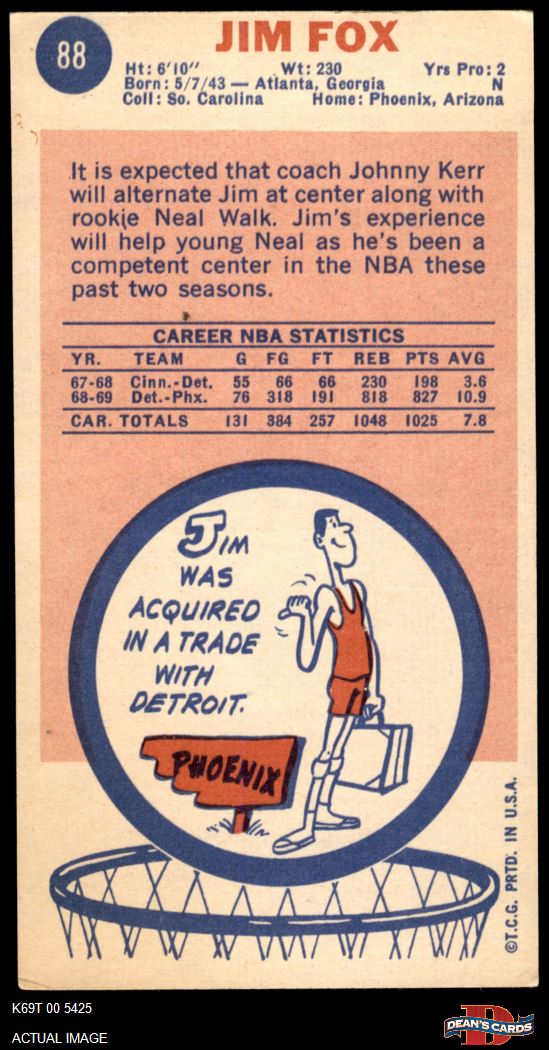 88
JIM FOX
Ht: 6'10" Wt: 230 Yrs Pro: 2
Born: 5/7/43 — Atlanta, Georgia N
Coll: So. Carolina Home: Phoenix, Arizona
It is expected that coach Johnny Kerr
will alternate Jim at center along with
rookie Neal Walk. Jim's experience
will help young Neal as he's been a
competent center in the NBA these
past two seasons.
CAREER NBA STATISTICS
YR. TEAM G FG FT REB PTS AVG
67-68 Cinn.-Det. 55 66 66 230 198 3.6
68-69 Det.-Phx. 76 318 191 818 827 10.9
CAR. TOTALS 131 384 257 1048 1025 7.8
JIM
WAS
ACQUIRED
IN A TRADE
WITH
DETROIT.
PHOENIX
©T.C.G. PRTD. IN U.S.A.
K69T 00 5425
ACTUAL IMAGE
D
DEAN'S CARDS